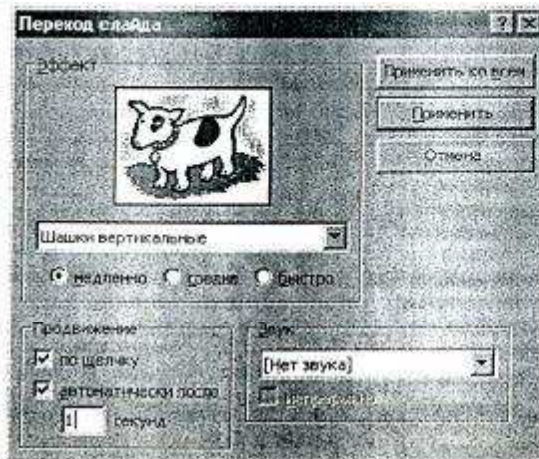 Переход слайда
Эффект
Применить ко всем
Применить
Отмена
Шашки вертикальные
медленно средне быстро
Продвижение
по щелчку
автоматически после
1 секунд
Звук
[Нет звука]